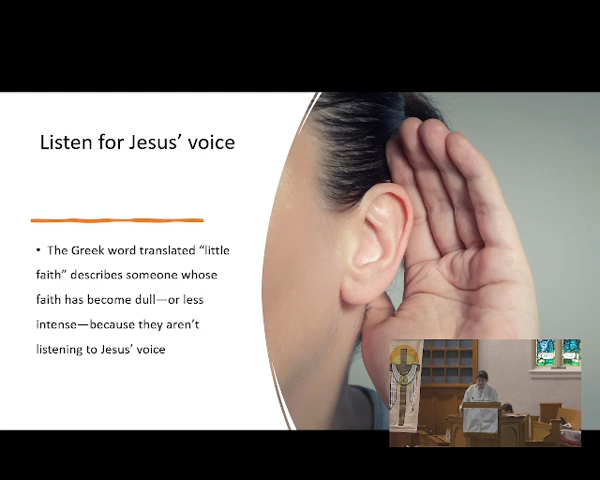 Listen for Jesus’ voice
• The Greek word translated “little
faith” describes someone whose
faith has become dull—or less
intense—because they aren’t
listening to Jesus’ voice